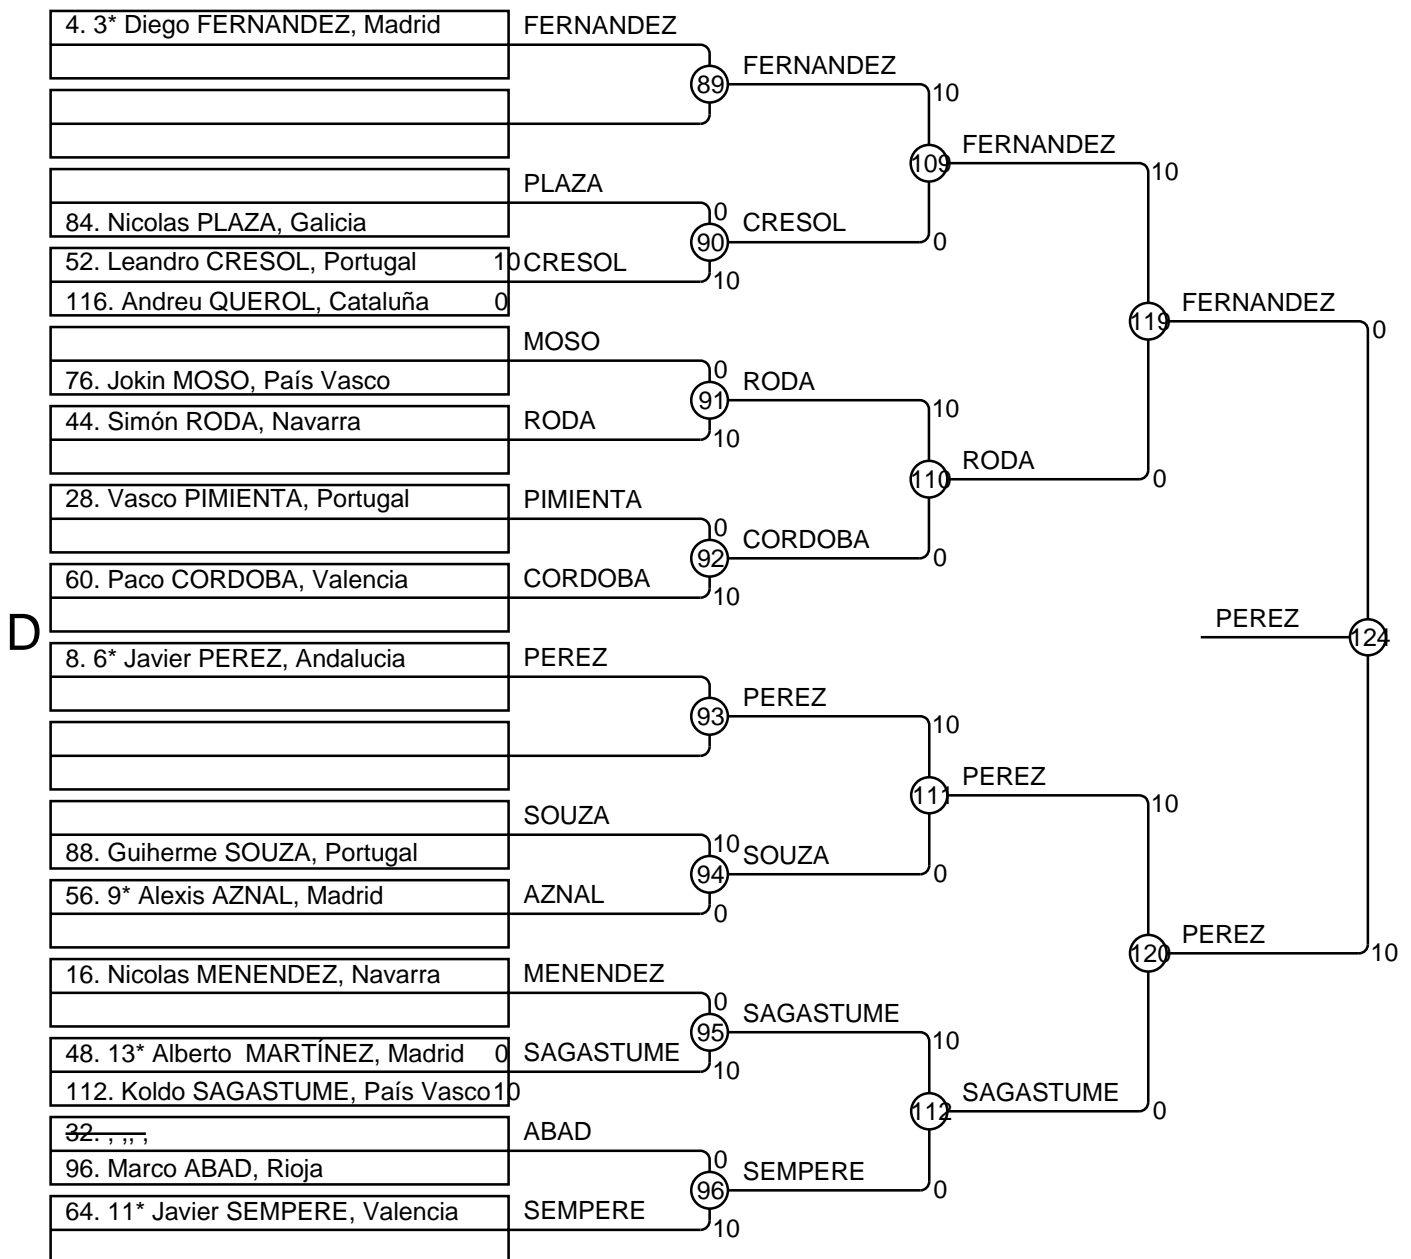 4. 3* Diego FERNANDEZ, Madrid
FERNANDEZ
89
FERNANDEZ
10
109
FERNANDEZ
10
PLAZA
0
84. Nicolas PLAZA, Galicia
90
CRESOL
0
52. Leandro CRESOL, Portugal 10
CRESOL
10
116. Andreu QUEROL, Cataluña 0
119
FERNANDEZ
0
MOSO
0
76. Jokin MOSO, País Vasco
91
RODA
10
44. Simón RODA, Navarra
RODA
10
110
RODA
0
28. Vasco PIMIENTA, Portugal
PIMIENTA
0
92
CORDOBA
0
60. Paco CORDOBA, Valencia
CORDOBA
10
D
PEREZ
124
8. 6* Javier PEREZ, Andalucia
PEREZ
93
PEREZ
10
111
PEREZ
10
SOUZA
10
88. Guiherme SOUZA, Portugal
94
SOUZA
0
56. 9* Alexis AZNAL, Madrid
AZNAL
0
120
PEREZ
10
16. Nicolas MENENDEZ, Navarra
MENENDEZ
0
95
SAGASTUME
10
48. 13* Alberto  MARTÍNEZ, Madrid 0
SAGASTUME
10
112. Koldo SAGASTUME, País Vasco 10
112
SAGASTUME
0
32. , ,, ,
ABAD
0
96. Marco ABAD, Rioja
96
SEMPERE
0
64. 11* Javier SEMPERE, Valencia
SEMPERE
10